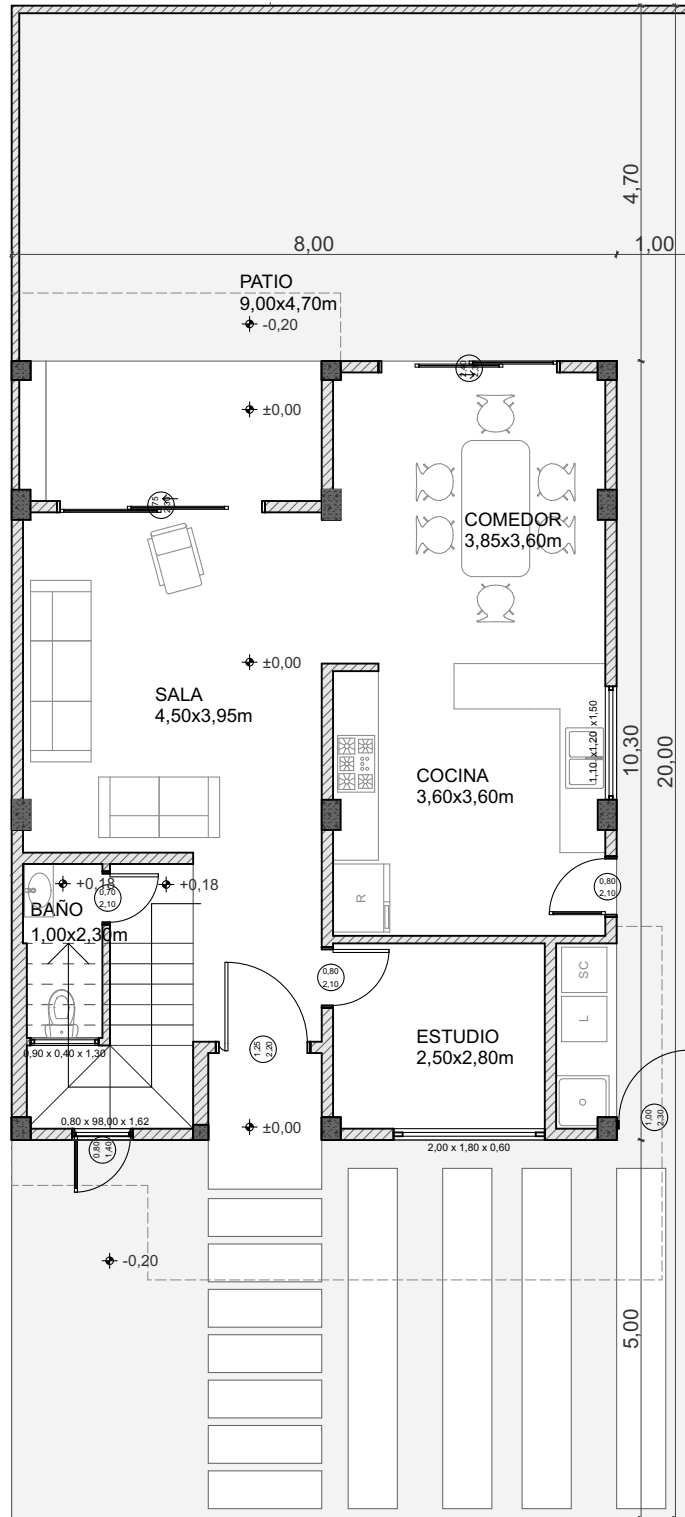 4,70
8,00
1,00
PATIO
9,00x4,70m
-0,20
±0,00
2,10
COMEDOR
3,85x3,60m
±0,00
SALA
4,50x3,95m
1,10 x1,20 x1,50
10,30
20,00
COCINA
3,60x3,60m
+0,18
+0,18
0,70
2,10
R
0,80
2,10
BAÑO
1,00x2,30m
0,80
2,10
SC
L
ESTUDIO
2,50x2,80m
1,25
2,20
0,90 x 0,40 x 1,30
0,80 x 98,00 x 1,62
±0,00
1,00
2,30
0,80
1,40
2,00 x 1,80 x 0,60
-0,20
5,00